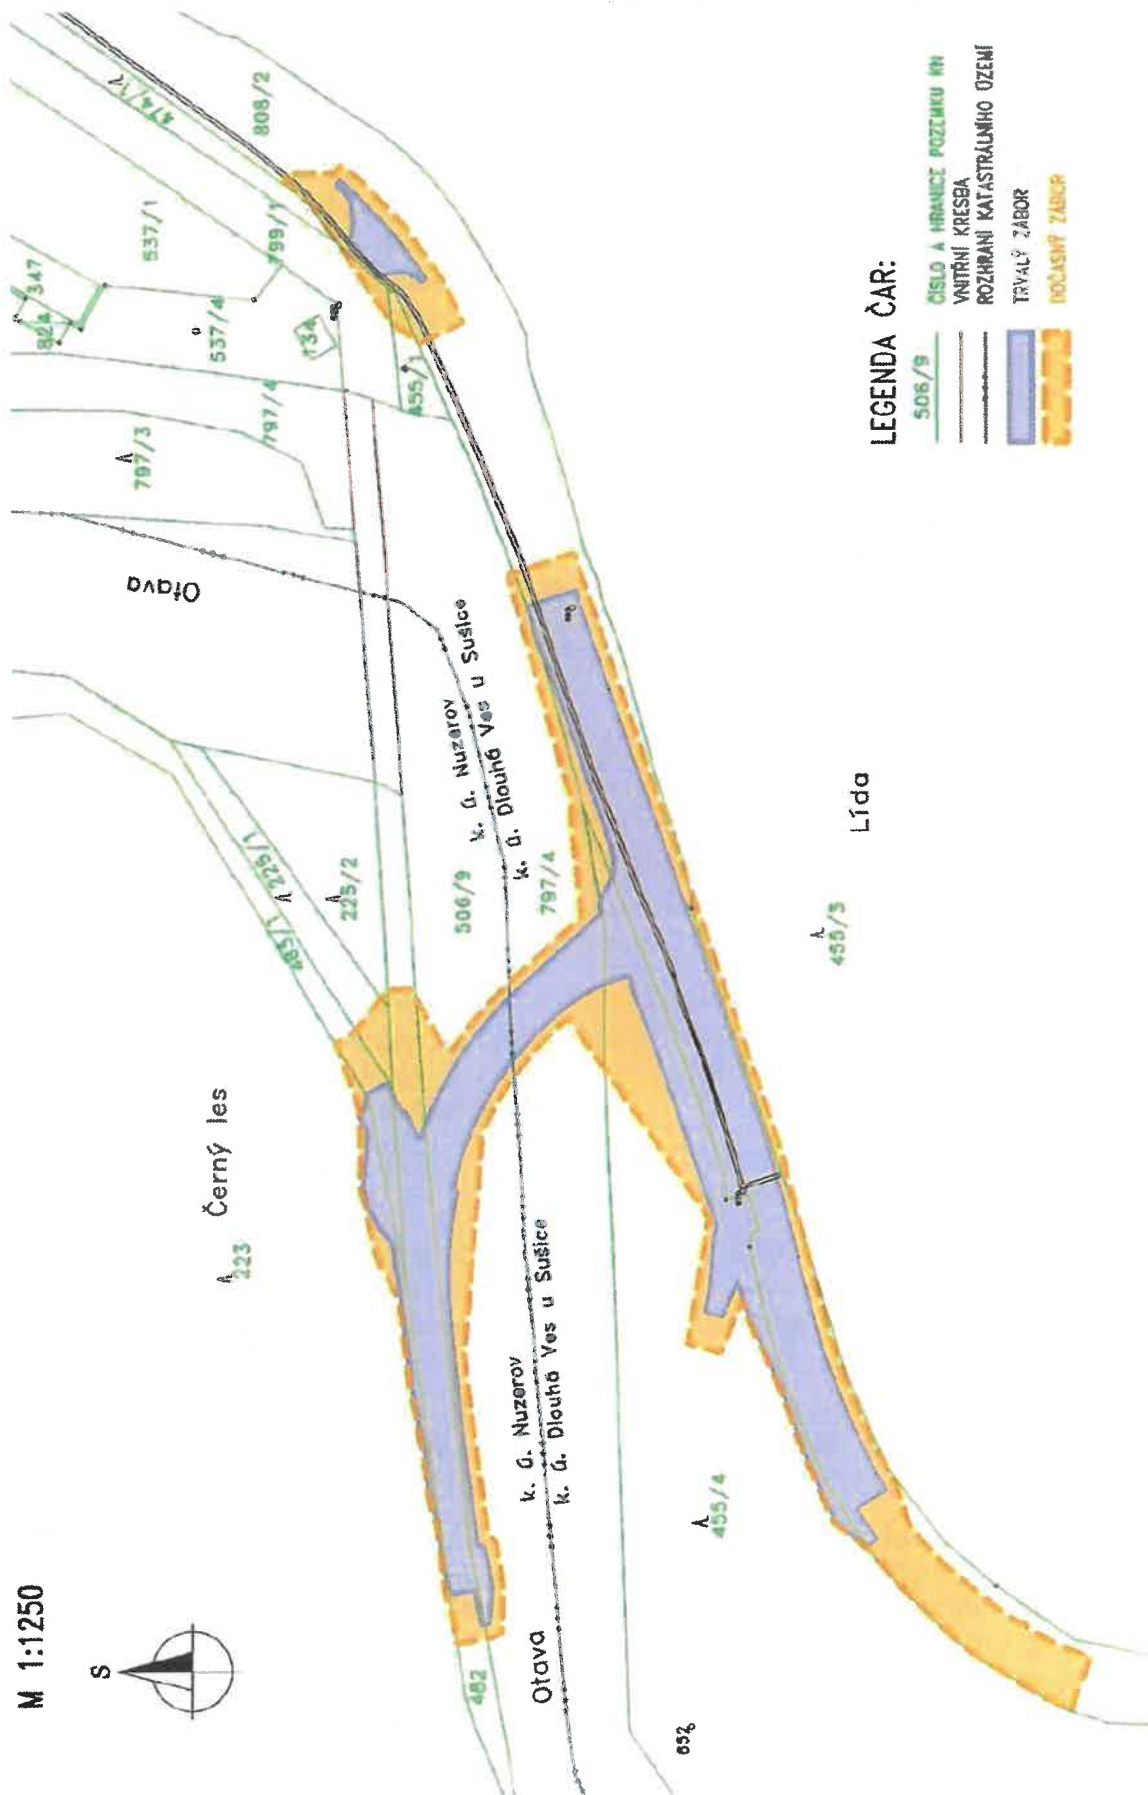 M 1:1250
S
482
Otava
652
k. ú. Nuzerov
k. ú. Dlouhá Ves u Sušice
455/4
223
Černý les
485/1
225/1
225/2
506/9
797/4
k. ú. Nuzerov
k. ú. Dlouhá Ves u Sušice
455/3
Lída
Otava
797/3
797/4
824
347
537/4
537/1
134
799/1
455/1
808/2
LEGENDA ČAR:
506/9
ČÍSLO A HRANICE POZEMKU KN
VNITŘNÍ KRESBA
ROZHRANÍ KATASTRÁLNÍHO ÚZEMÍ
TRVALÝ ZÁBOR
DOČASNÝ ZÁBOR